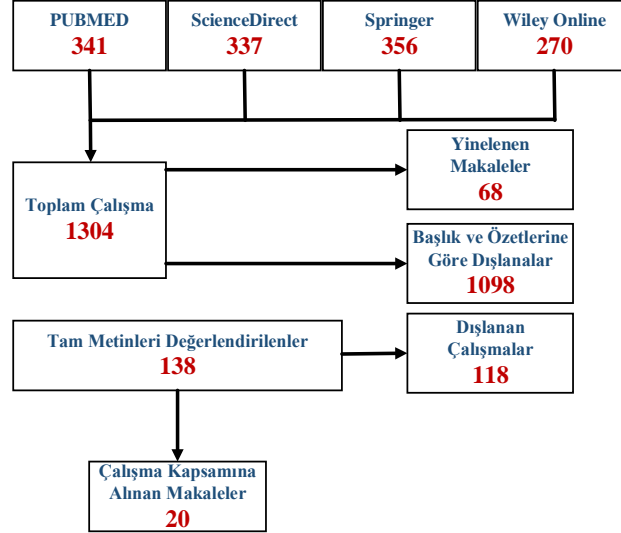 PUBMED
341
ScienceDirect
337
Springer
356
Wiley Online
270
Toplam Çalışma
1304
Yinelenen
Makaleler
68
Başlık ve Özetlerine
Göre Dışlanalar
1098
Tam Metinleri Değerlendirilenler
138
Dışlanan
Çalışmalar
118
Çalışma Kapsamına
Alınan Makaleler
20